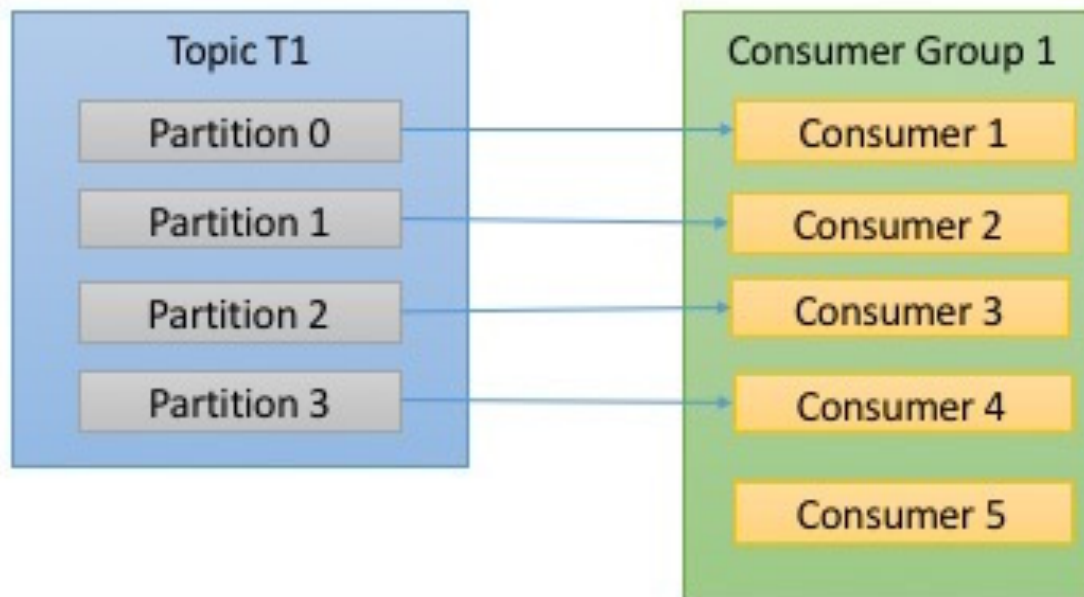 Topic T1
Partition 0
Partition 1
Partition 2
Partition 3
Consumer Group 1
Consumer 1
Consumer 2
Consumer 3
Consumer 4
Consumer 5